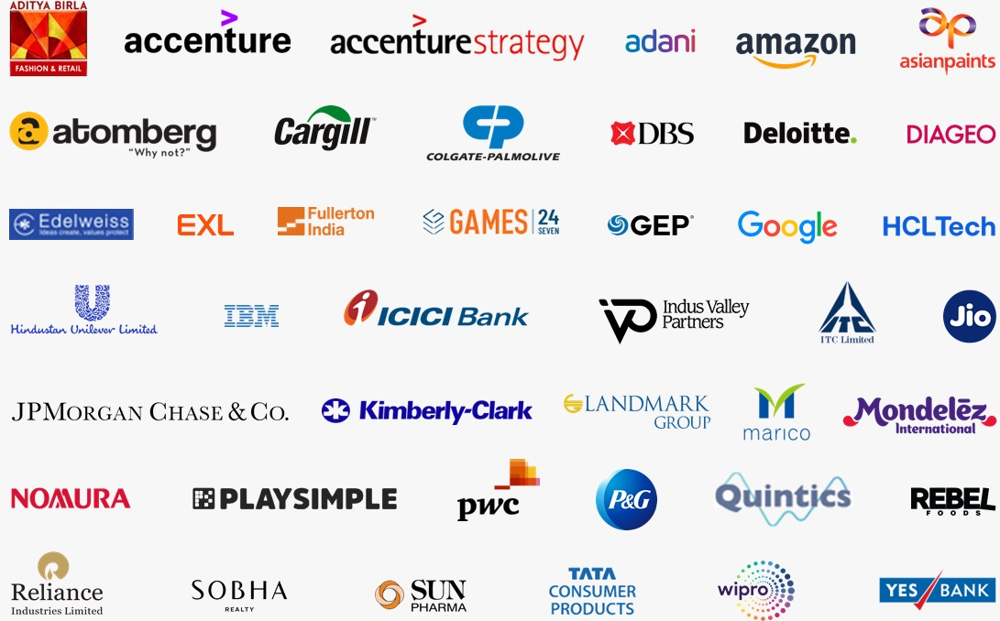 ADITYA BIRLA
FASHION & RETAIL
accenture
accenturestrategy
adani
amazon
asianpaints
atomberg
"Why not?"
Cargill™
COLGATE-PALMOLIVE
DBS
Deloitte.
DIAGEO
Edelweiss
Ideas create, values protect
EXL
Fullerton
India
GAMES 24
SEVEN
GEP®
Google
HCLTech
Hindustan Unilever Limited
IBM
ICICI Bank
Indus Valley
Partners
ITC Limited
Jio
JPMORGAN CHASE & CO.
Kimberly-Clark
LANDMARK
GROUP
marico
Mondelēz
International
NOMURA
PLAYSIMPLE
pwc
P&G
Quintics
REBEL
FOODS
Reliance
Industries Limited
SOBHA
REALTY
SUN
PHARMA
TATA
CONSUMER
PRODUCTS
wipro
YES BANK